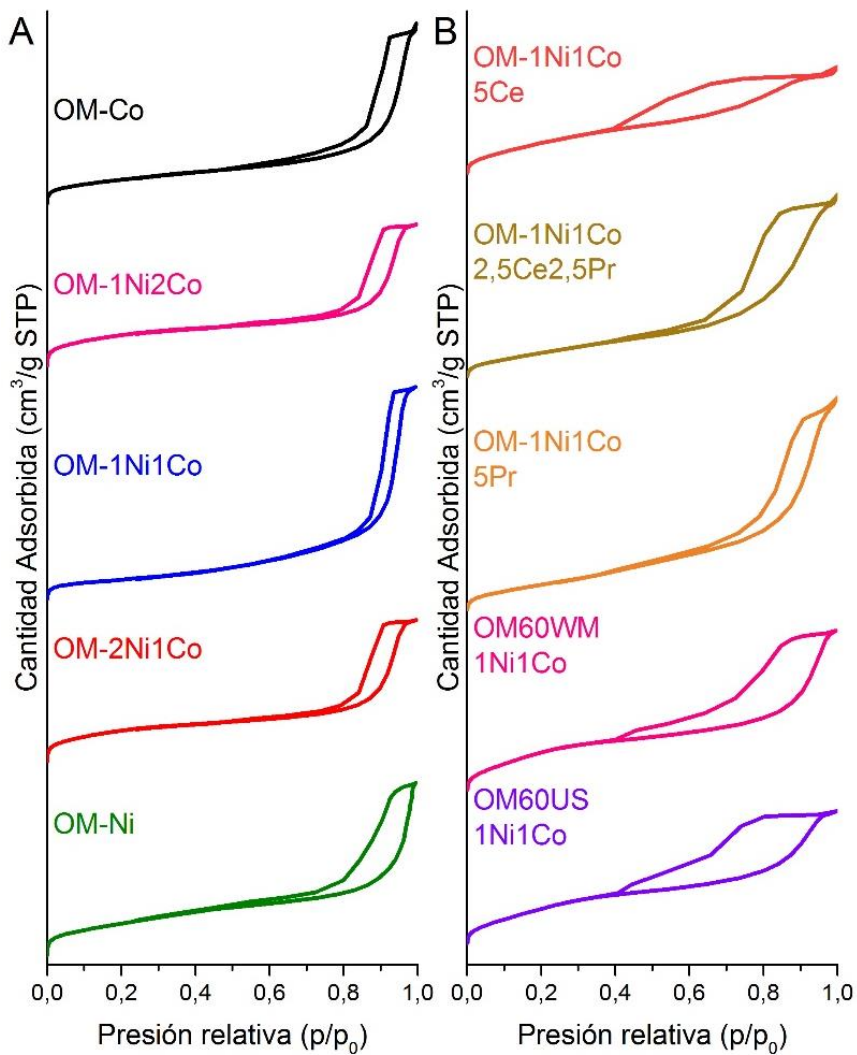 A
OM-Co
OM-1Ni2Co
OM-1Ni1Co
OM-2Ni1Co
OM-Ni
Cantidad Adsorbida (cm³/g STP)
0,0 0,2 0,4 0,6 0,8 1,0
Presión relativa (p/p₀)
B
OM-1Ni1Co
5Ce
OM-1Ni1Co
2,5Ce2,5Pr
OM-1Ni1Co
5Pr
OM60WM
1Ni1Co
OM60US
1Ni1Co
Cantidad Adsorbida (cm³/g STP)
0,0 0,2 0,4 0,6 0,8 1,0
Presión relativa (p/p₀)